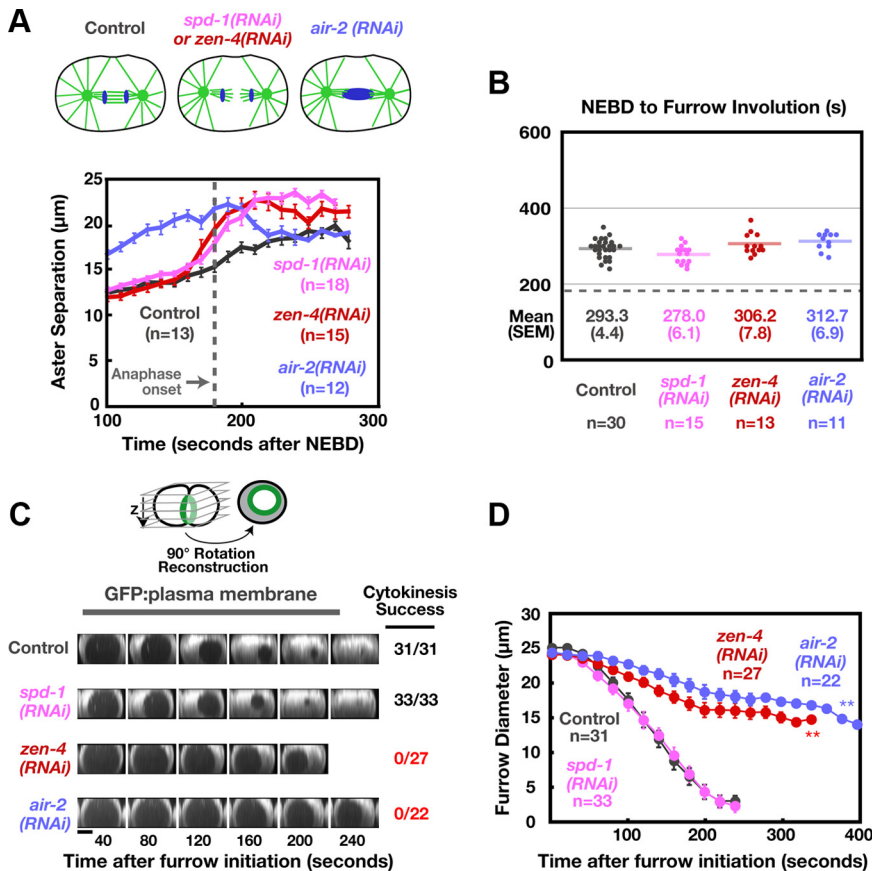 A
Control
spd-1(RNAi)
or zen-4(RNAi)
air-2 (RNAi)
Aster Separation (μm)
25
20
15
10
5
0
100
200
300
Control
(n=13)
spd-1(RNAi)
(n=18)
zen-4(RNAi)
(n=15)
air-2(RNAi)
(n=12)
Anaphase
onset
Time (seconds after NEBD)
B
NEBD to Furrow Involution (s)
600
400
200
0
Mean
(SEM)
293.3
(4.4)
278.0
(6.1)
306.2
(7.8)
312.7
(6.9)
Control
n=30
spd-1
(RNAi)
n=15
zen-4
(RNAi)
n=13
air-2
(RNAi)
n=11
C
z
90° Rotation
Reconstruction
GFP:plasma membrane
Cytokinesis
Success
Control
31/31
spd-1
(RNAi)
33/33
zen-4
(RNAi)
0/27
air-2
(RNAi)
0/22
40
80
120
160
200
240
Time after furrow initiation (seconds)
D
Furrow Diameter (μm)
30
25
20
15
10
5
0
100
200
300
400
zen-4
(RNAi)
n=27
air-2
(RNAi)
n=22
**
**
Control
n=31
spd-1
(RNAi)
n=33
Time after furrow initiation (seconds)